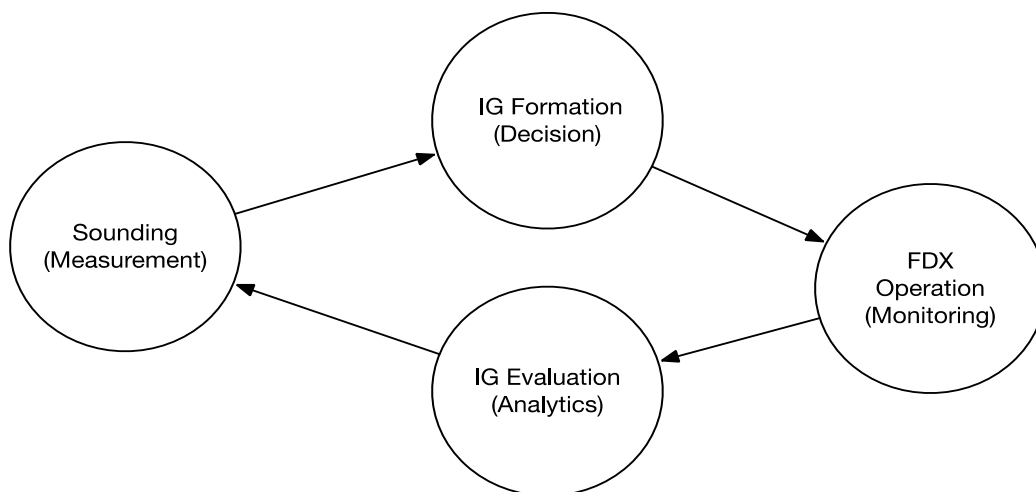 IG Formation
(Decision)
Sounding
(Measurement)
FDX
Operation
(Monitoring)
IG Evaluation
(Analytics)